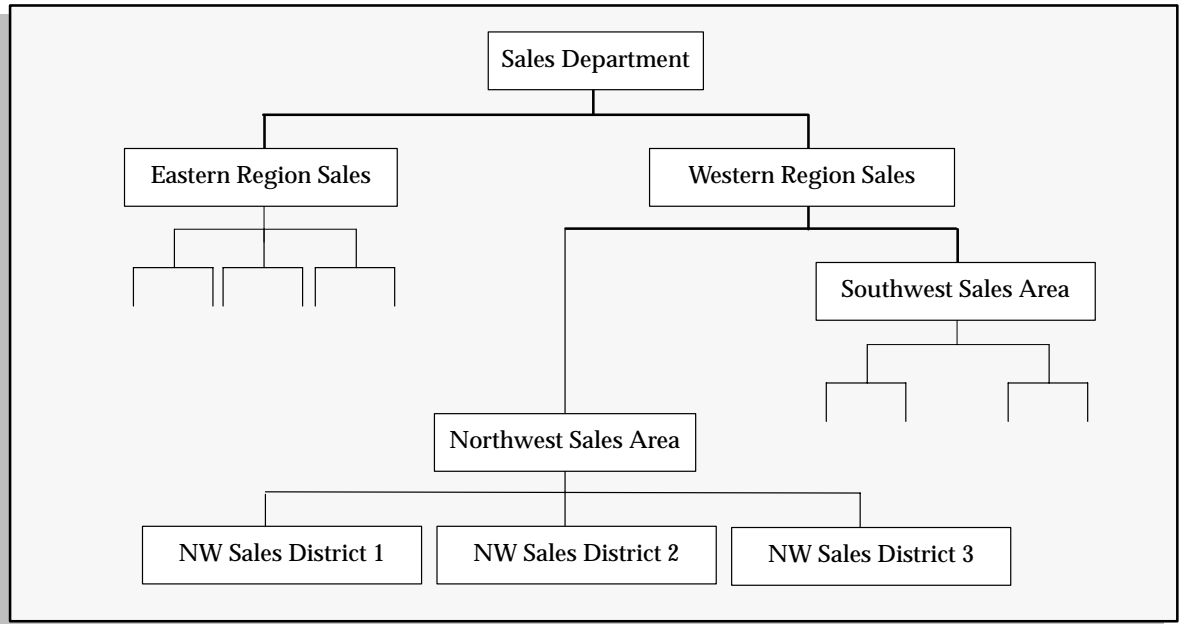 Sales Department
Eastern Region Sales
Western Region Sales
Southwest Sales Area
Northwest Sales Area
NW Sales District 1
NW Sales District 2
NW Sales District 3